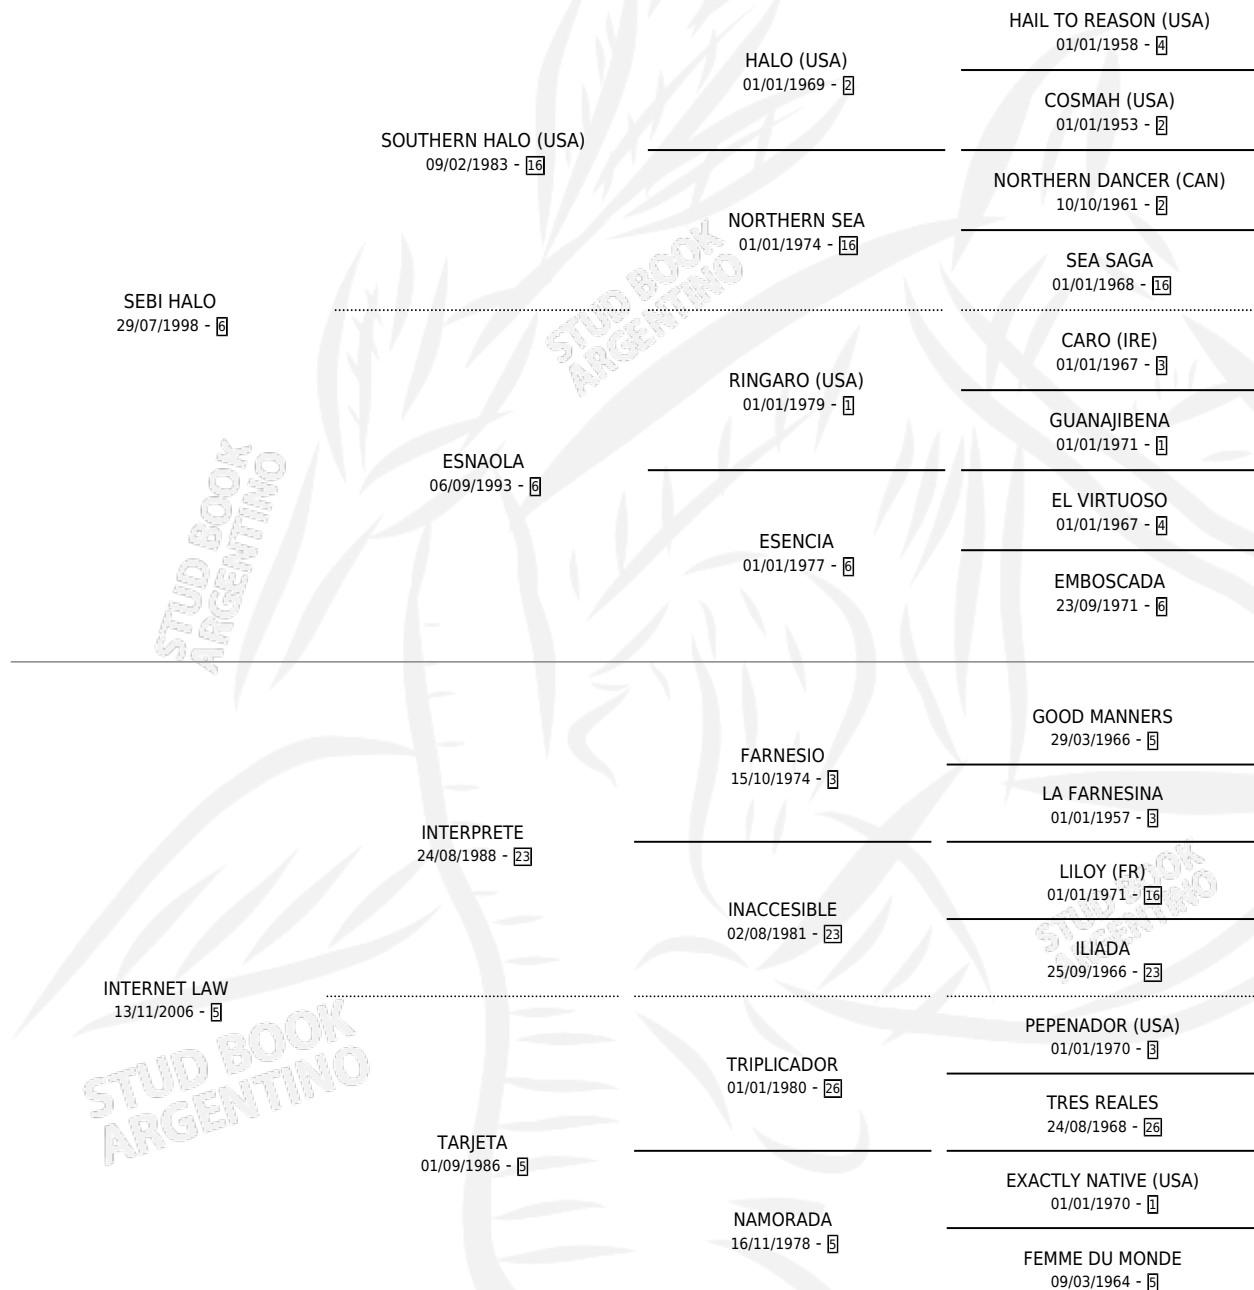 HAIL TO REASON (USA)
01/01/1958 - 4
HALO (USA)
01/01/1969 - 2
COSMAH (USA)
01/01/1953 - 2
SOUTHERN HALO (USA)
09/02/1983 - 16
NORTHERN DANCER (CAN)
10/10/1961 - 2
NORTHERN SEA
01/01/1974 - 16
SEA SAGA
01/01/1968 - 16
SEBI HALO
29/07/1998 - 6
STUD BOOK
ARGENTINO
CARO (IRE)
01/01/1967 - 3
RINGARO (USA)
01/01/1979 - 1
GUANAJIBENA
01/01/1971 - 1
ESNAOLA
06/09/1993 - 6
EL VIRTUOSO
01/01/1967 - 4
ESENCIA
01/01/1977 - 6
EMBOSCADA
23/09/1971 - 6
STUD BOOK
ARGENTINO
GOOD MANNERS
29/03/1966 - 5
FARNESIO
15/10/1974 - 3
LA FARNESINA
01/01/1957 - 3
INTERPRETE
24/08/1988 - 23
LILOY (FR)
01/01/1971 - 16
INACCESIBLE
02/08/1981 - 23
STUD BOOK
ARGENTINO
ILIADA
25/09/1966 - 23
INTERNET LAW
13/11/2006 - 5
STUD BOOK
ARGENTINO
PEPENADOR (USA)
01/01/1970 - 3
TRIPLICADOR
01/01/1980 - 26
TRES REALES
24/08/1968 - 26
TARJETA
01/09/1986 - 5
EXACTLY NATIVE (USA)
01/01/1970 - 1
NAMORADA
16/11/1978 - 5
FEMME DU MONDE
09/03/1964 - 5